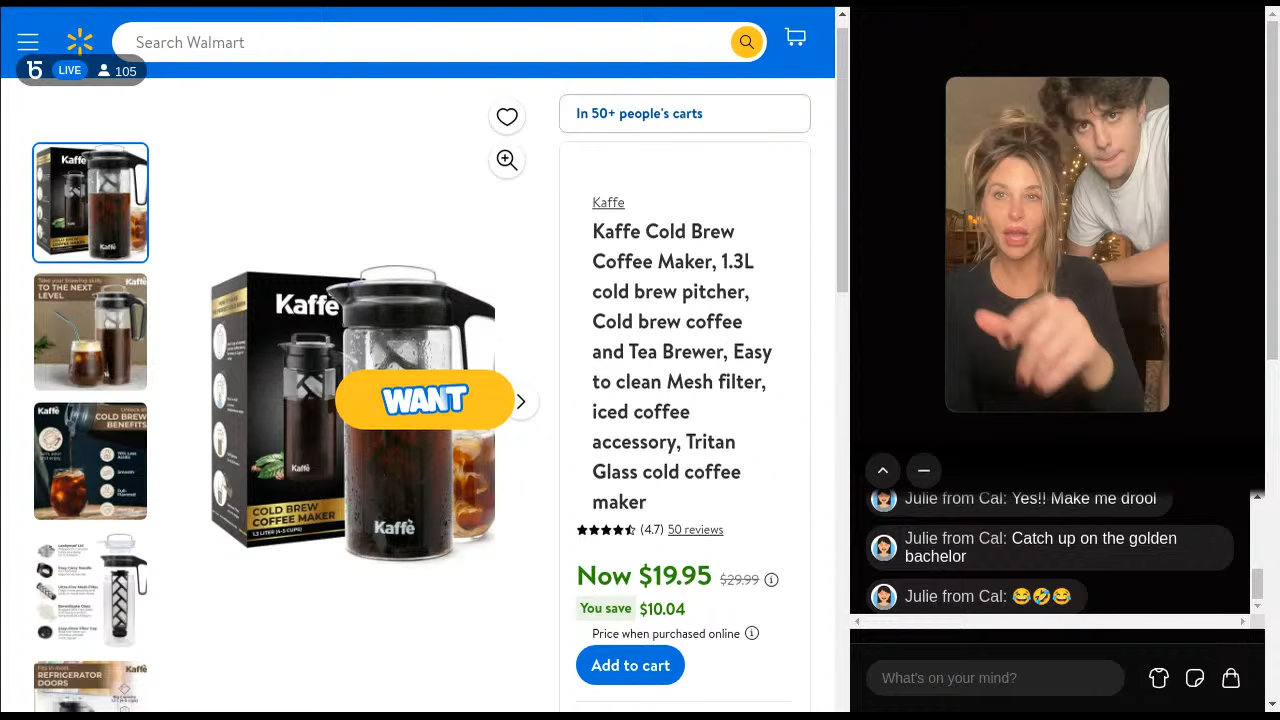 Search Walmart
LIVE
105
In 50+ people's carts
Kaffe
Kaffe Cold Brew
Coffee Maker, 1.3L
cold brew pitcher,
Cold brew coffee
and Tea Brewer, Easy
to clean Mesh filter,
iced coffee
accessory, Tritan
Glass cold coffee
maker
(4.7) 50 reviews
Now $19.95 $29.99
You save $10.04
Price when purchased online
Add to cart
Kaffe
TO THE NEXT
LEVEL
Kaffe
COLD BREW
BENEFITS
REFRIGERATOR
DOORS
Kaffe
Kaffē
Kaffē
COLD BREW
COFFEE MAKER
Kaffē
WANT
Julie from Cal: Yes!! Make me drool
Julie from Cal: Catch up on the golden
bachelor
Julie from Cal: 😂🤣😂
What's on your mind?